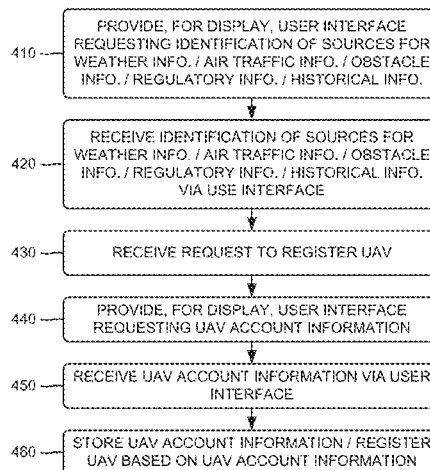 410
PROVIDE, FOR DISPLAY, USER INTERFACE
REQUESTING IDENTIFICATION OF SOURCES FOR
WEATHER INFO. / AIR TRAFFIC INFO. / OBSTACLE
INFO. / REGULATORY INFO. / HISTORICAL INFO.
420
RECEIVE IDENTIFICATION OF SOURCES FOR
WEATHER INFO. / AIR TRAFFIC INFO. / OBSTACLE
INFO. / REGULATORY INFO. / HISTORICAL INFO.
VIA USE INTERFACE
430
RECEIVE REQUEST TO REGISTER UAV
440
PROVIDE, FOR DISPLAY, USER INTERFACE
REQUESTING UAV ACCOUNT INFORMATION
450
RECEIVE UAV ACCOUNT INFORMATION VIA USER
INTERFACE
460
STORE UAV ACCOUNT INFORMATION / REGISTER
UAV BASED ON UAV ACCOUNT INFORMATION